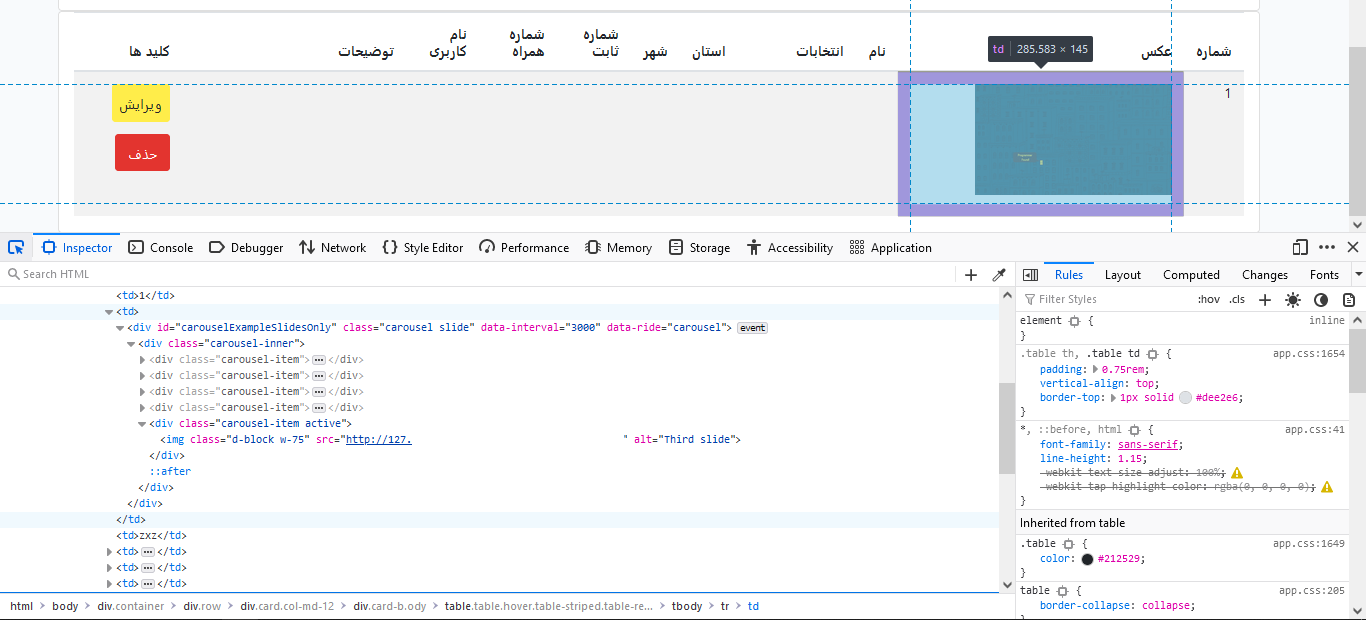 شماره
عکس
نام
انتخابات
استان
شهر
شماره ثابت
شماره همراه
نام کاربری
توضیحات
کلید ها
td 285.583 × 145
1
ویرایش
حذف
Inspector Console Debugger Network Style Editor Performance Memory Storage Accessibility Application
Search HTML
<td>1</td>
<td>
<div id="carouselExampleSlidesOnly" class="carousel slide" data-interval="3000" data-ride="carousel"> event
<div class="carousel-inner">
<div class="carousel-item"> ••• </div>
<div class="carousel-item"> ••• </div>
<div class="carousel-item"> ••• </div>
<div class="carousel-item"> ••• </div>
<div class="carousel-item active">
<img class="d-block w-75" src="http://127. " alt="Third slide">
</div>
::after
</div>
</div>
</td>
<td>zxz</td>
<td> ••• </td>
<td> ••• </td>
<td> ••• </td>
html > body > div.container > div.row > div.card.col-md-12 > div.card-b.ody > table.table.hover.table-striped.table-re... > tbody > tr > td
Rules Layout Computed Changes Fonts
Filter Styles :hov .cls
element { inline
}
.table th, .table td { app.css:1654
padding: 0.75rem;
vertical-align: top;
border-top: 1px solid #dee2e6;
}
*, ::before, html { app.css:41
font-family: sans-serif;
line-height: 1.15;
-webkit-text-size-adjust: 100%;
-webkit-tap-highlight-color: rgba(0, 0, 0, 0);
}
Inherited from table
.table { app.css:1649
color: #212529;
}
table { app.css:205
border-collapse: collapse;